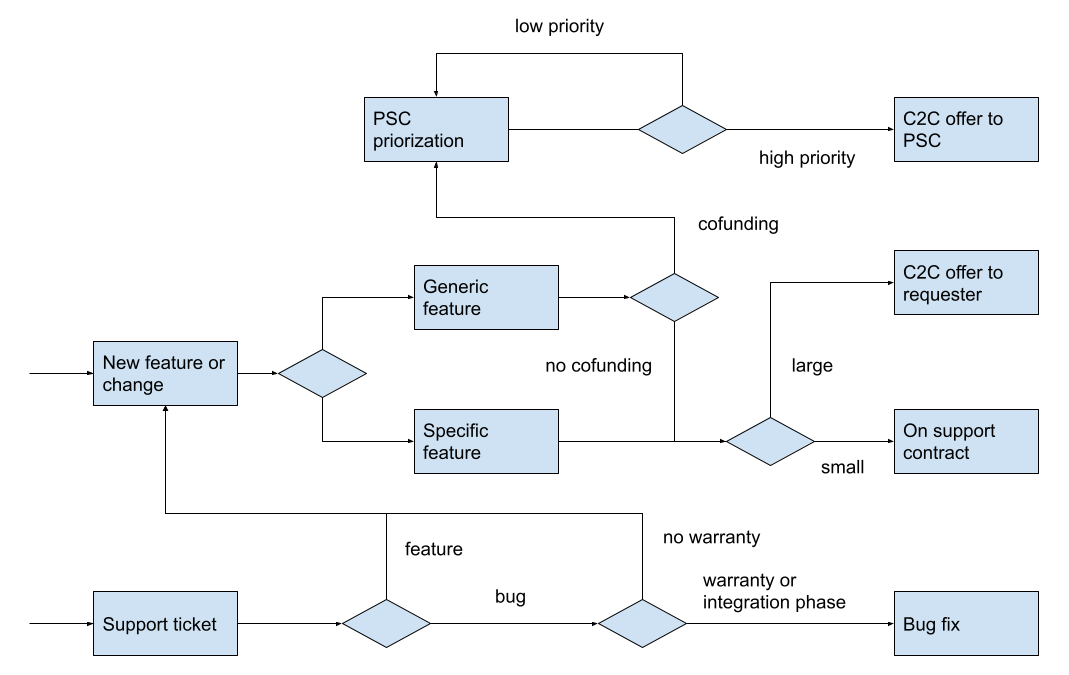 low priority
PSC
priorization
C2C offer to
PSC
high priority
cofunding
Generic
feature
C2C offer to
requester
New feature or
change
no cofunding
large
Specific
feature
On support
contract
small
feature
no warranty
bug
warranty or
integration phase
Support ticket
Bug fix